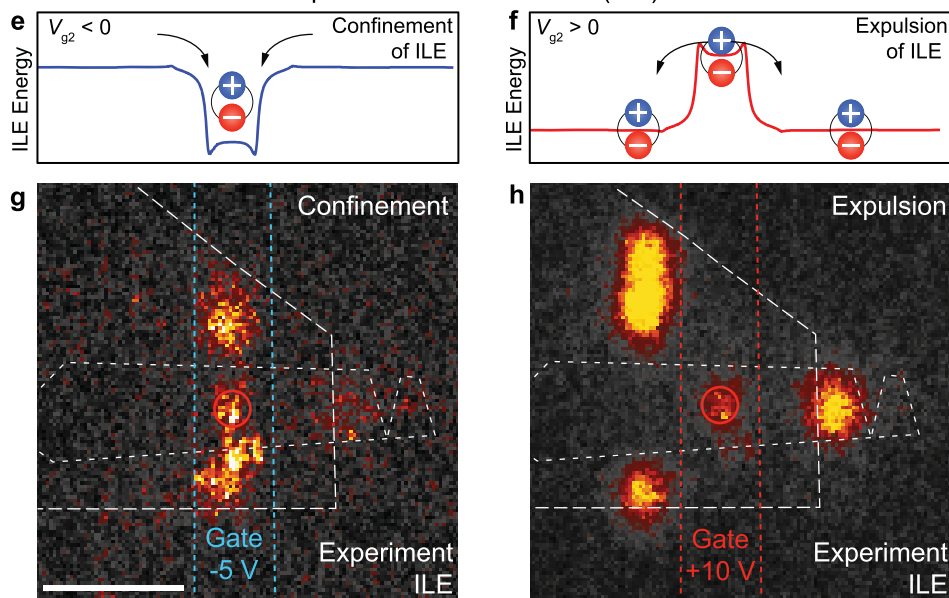 e
V_g2 < 0
Confinement
of ILE
ILE Energy
+
−
f
V_g2 > 0
Expulsion
of ILE
ILE Energy
+
−
+
−
+
−
g
Confinement
Gate
-5 V
Experiment
ILE
h
Expulsion
Gate
+10 V
Experiment
ILE